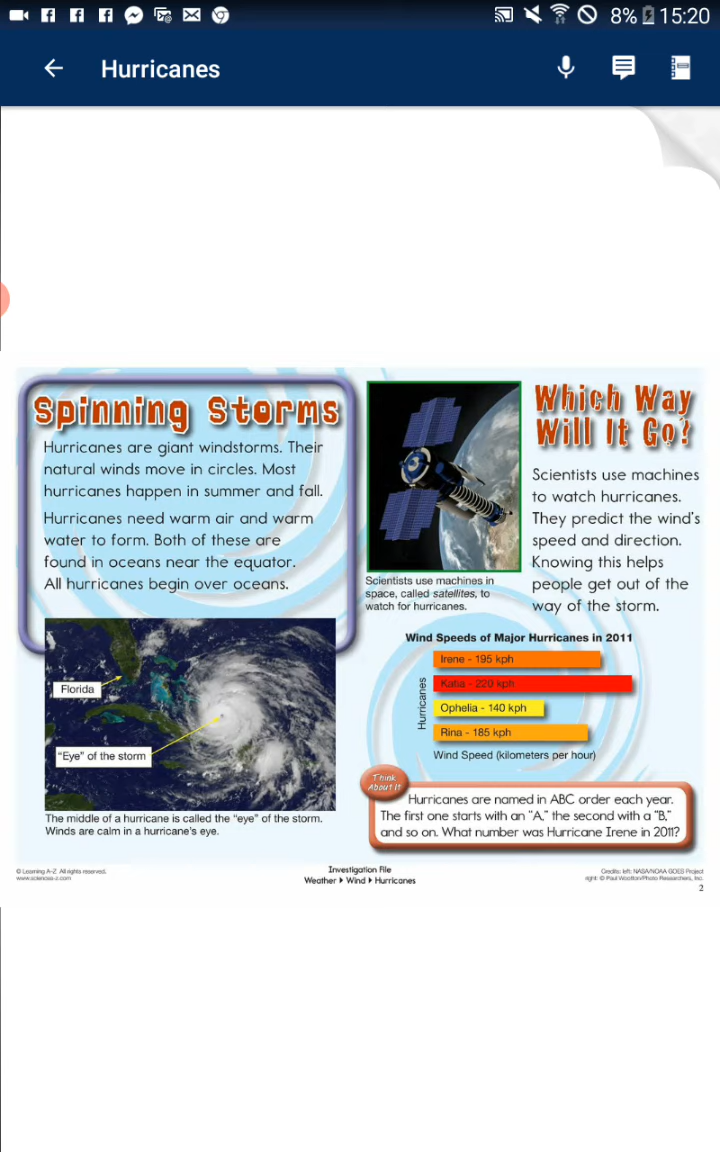 8% 15:20
Hurricanes
Spinning Storms
Hurricanes are giant windstorms. Their
natural winds move in circles. Most
hurricanes happen in summer and fall.
Hurricanes need warm air and warm
water to form. Both of these are
found in oceans near the equator.
All hurricanes begin over oceans.
Florida
"Eye" of the storm
The middle of a hurricane is called the "eye" of the storm.
Winds are calm in a hurricane's eye.
Scientists use machines in
space, called satellites, to
watch for hurricanes.
Which Way
Will It Go?
Scientists use machines
to watch hurricanes.
They predict the wind's
speed and direction.
Knowing this helps
people get out of the
way of the storm.
Wind Speeds of Major Hurricanes in 2011
Hurricanes
Irene - 195 kph
Katia - 220 kph
Ophelia - 140 kph
Rina - 185 kph
Wind Speed (kilometers per hour)
Think
About It
Hurricanes are named in ABC order each year.
The first one starts with an "A," the second with a "B,"
and so on. What number was Hurricane Irene in 2011?
© Learning A–Z All rights reserved.
www.sciencea-z.com
Investigation File
Weather Wind Hurricanes
Credits: left: NASA/NOAA GOES Project
right: © Paul Wootton/Photo Researchers, Inc.
2